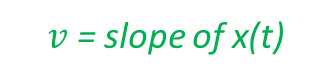 v = slope of x(t)